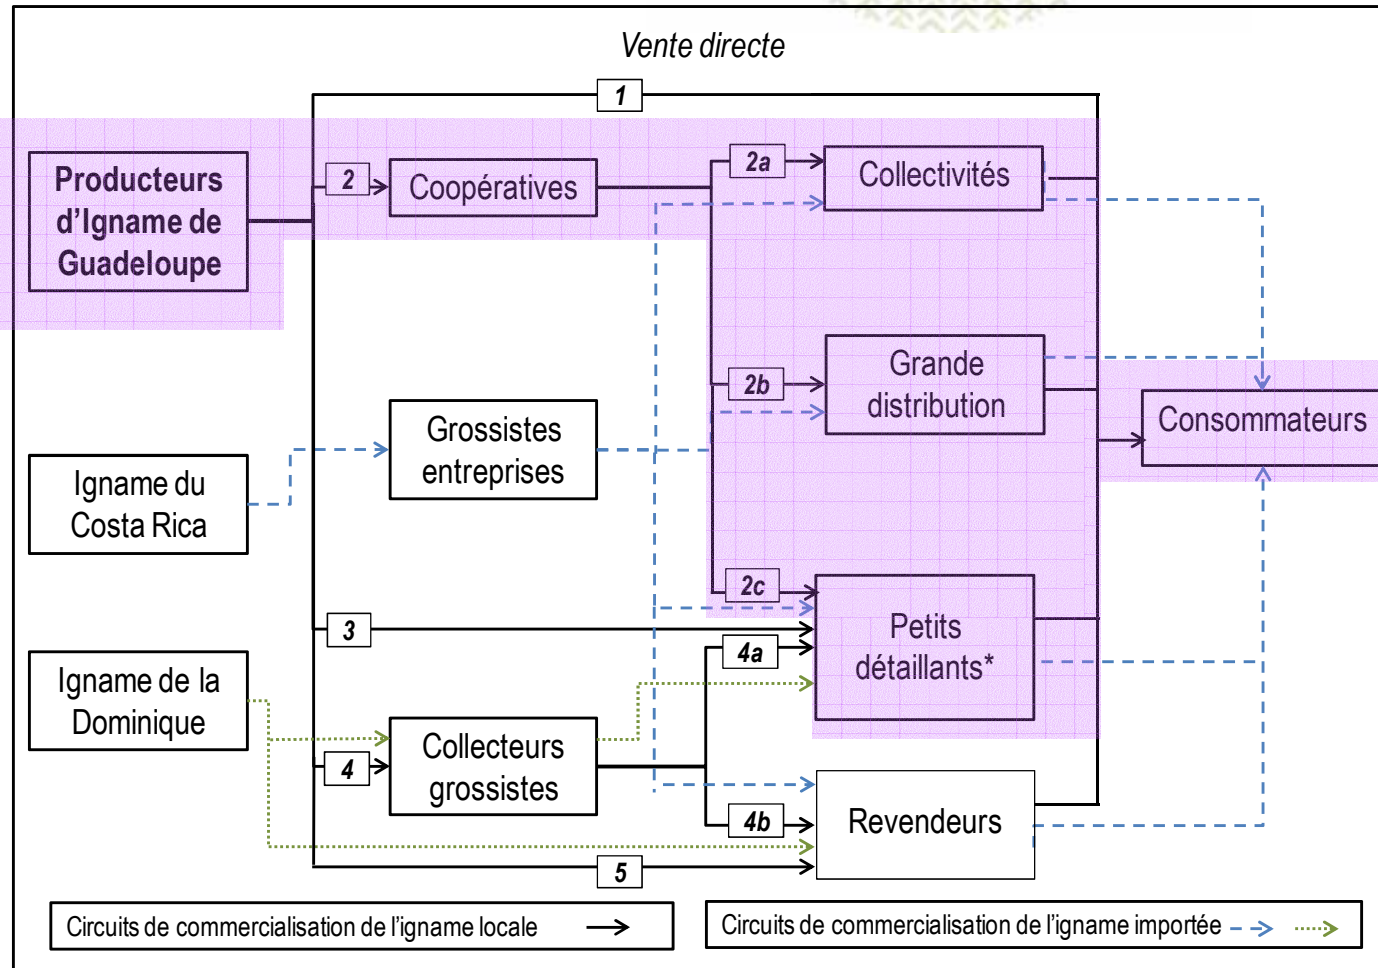 Vente directe
1
Producteurs
d’Igname de
Guadeloupe
2
Coopératives
2a
Collectivités
2b
Grande
distribution
Grossistes
entreprises
Consommateurs
Igname du
Costa Rica
2c
Petits
détaillants*
3
4a
Igname de la
Dominique
Collecteurs
grossistes
4
4b
Revendeurs
5
Circuits de commercialisation de l’igname locale
Circuits de commercialisation de l’igname importée